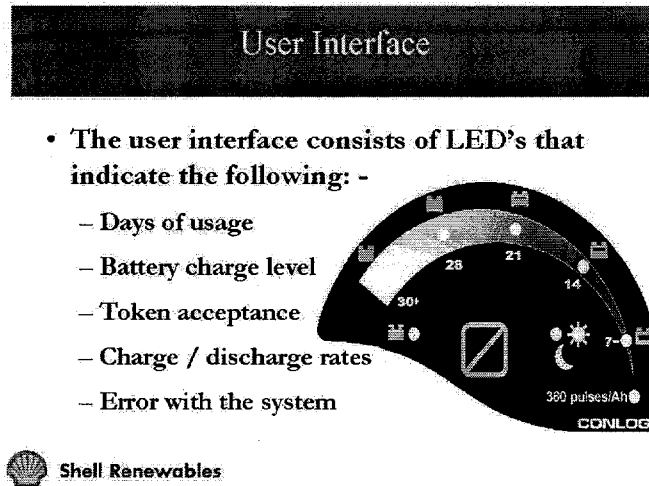 User Interface
• The user interface consists of LED's that
indicate the following: -
– Days of usage
– Battery charge level
– Token acceptance
– Charge / discharge rates
– Error with the system
28
21
14
30+
7-
360 pulses/Ah
CONLOG
Shell Renewables